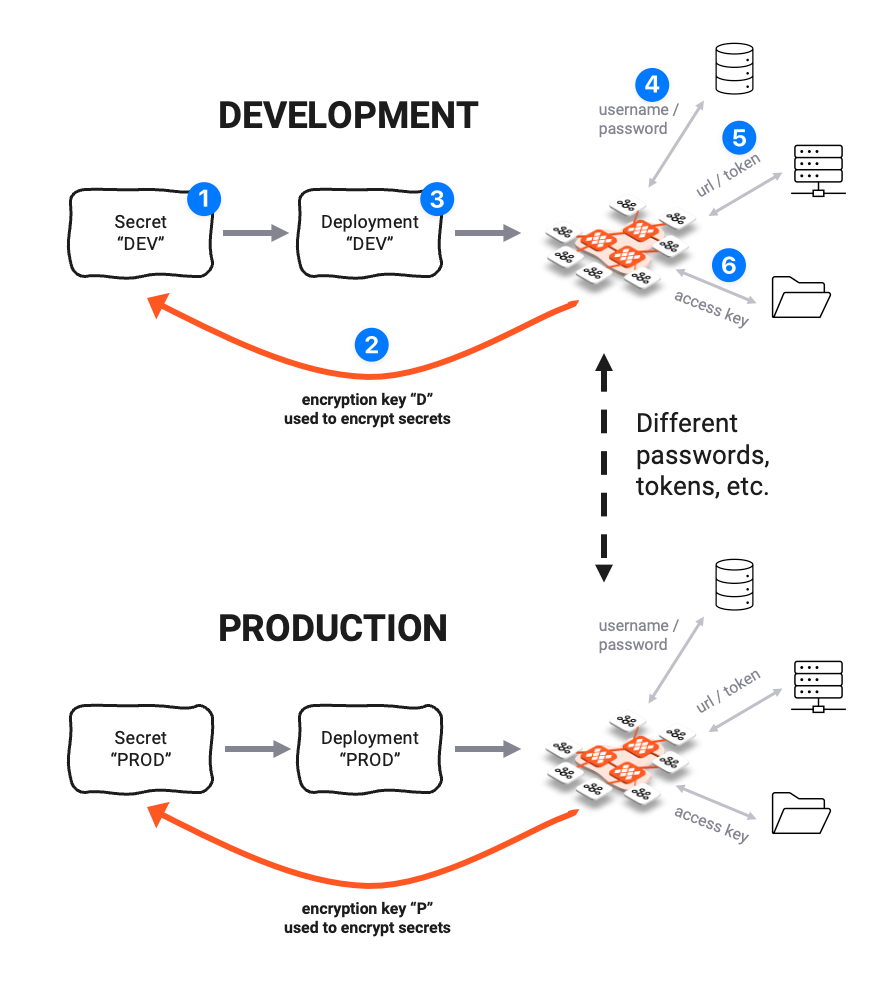 DEVELOPMENT
4
username /
password
5
url / token
1
Secret
“DEV”
3
Deployment
“DEV”
6
access key
2
encryption key “D”
used to encrypt secrets
Different
passwords,
tokens, etc.
PRODUCTION
username /
password
url / token
Secret
“PROD”
Deployment
“PROD”
access key
encryption key “P”
used to encrypt secrets